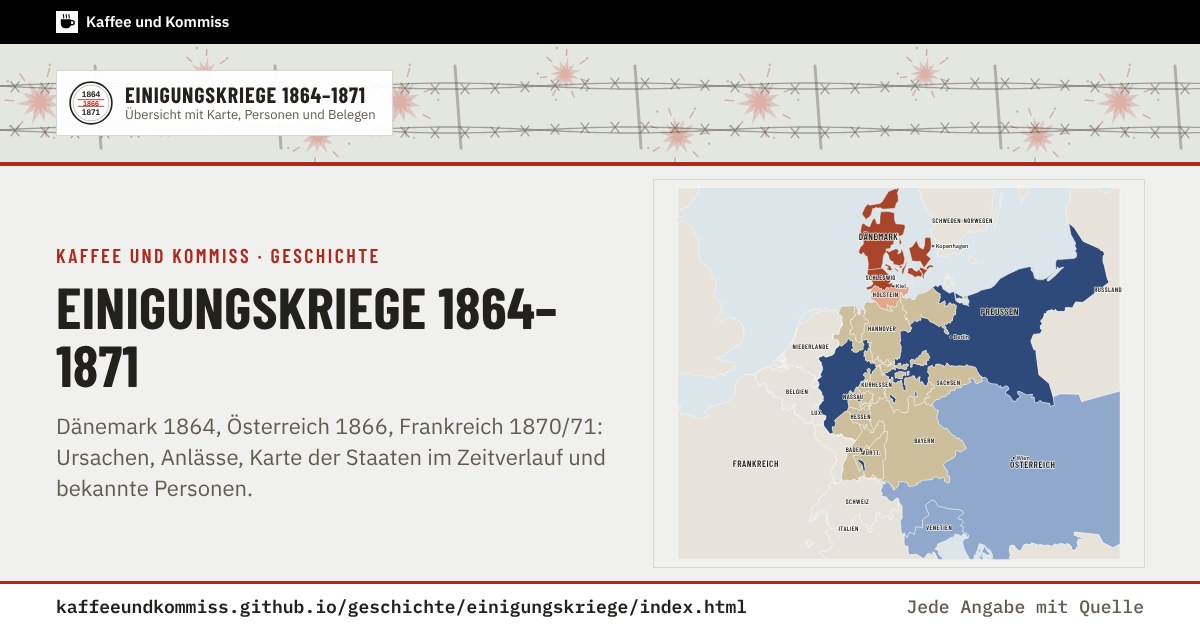 Kaffee und Kommiss
1864
1866
1871
EINIGUNGSKRIEGE 1864–1871
Übersicht mit Karte, Personen und Belegen
KAFFEE UND KOMMISS · GESCHICHTE
EINIGUNGSKRIEGE 1864–
1871
Dänemark 1864, Österreich 1866, Frankreich 1870/71:
Ursachen, Anlässe, Karte der Staaten im Zeitverlauf und
bekannte Personen.
SCHWEDEN-NORWEGEN
DÄNEMARK
Kopenhagen
SCHLESWIG
Kiel
RUSSLAND
HOLSTEIN
PREUSSEN
HANNOVER
Berlin
NIEDERLANDE
KURHESSEN
SACHSEN
BELGIEN
NASSAU
LUX.
HESSEN
BAYERN
BADEN
WÜRTT.
Wien
FRANKREICH
ÖSTERREICH
SCHWEIZ
ITALIEN
VENETIEN
kaffeeundkommiss.github.io/geschichte/einigungskriege/index.html
Jede Angabe mit Quelle